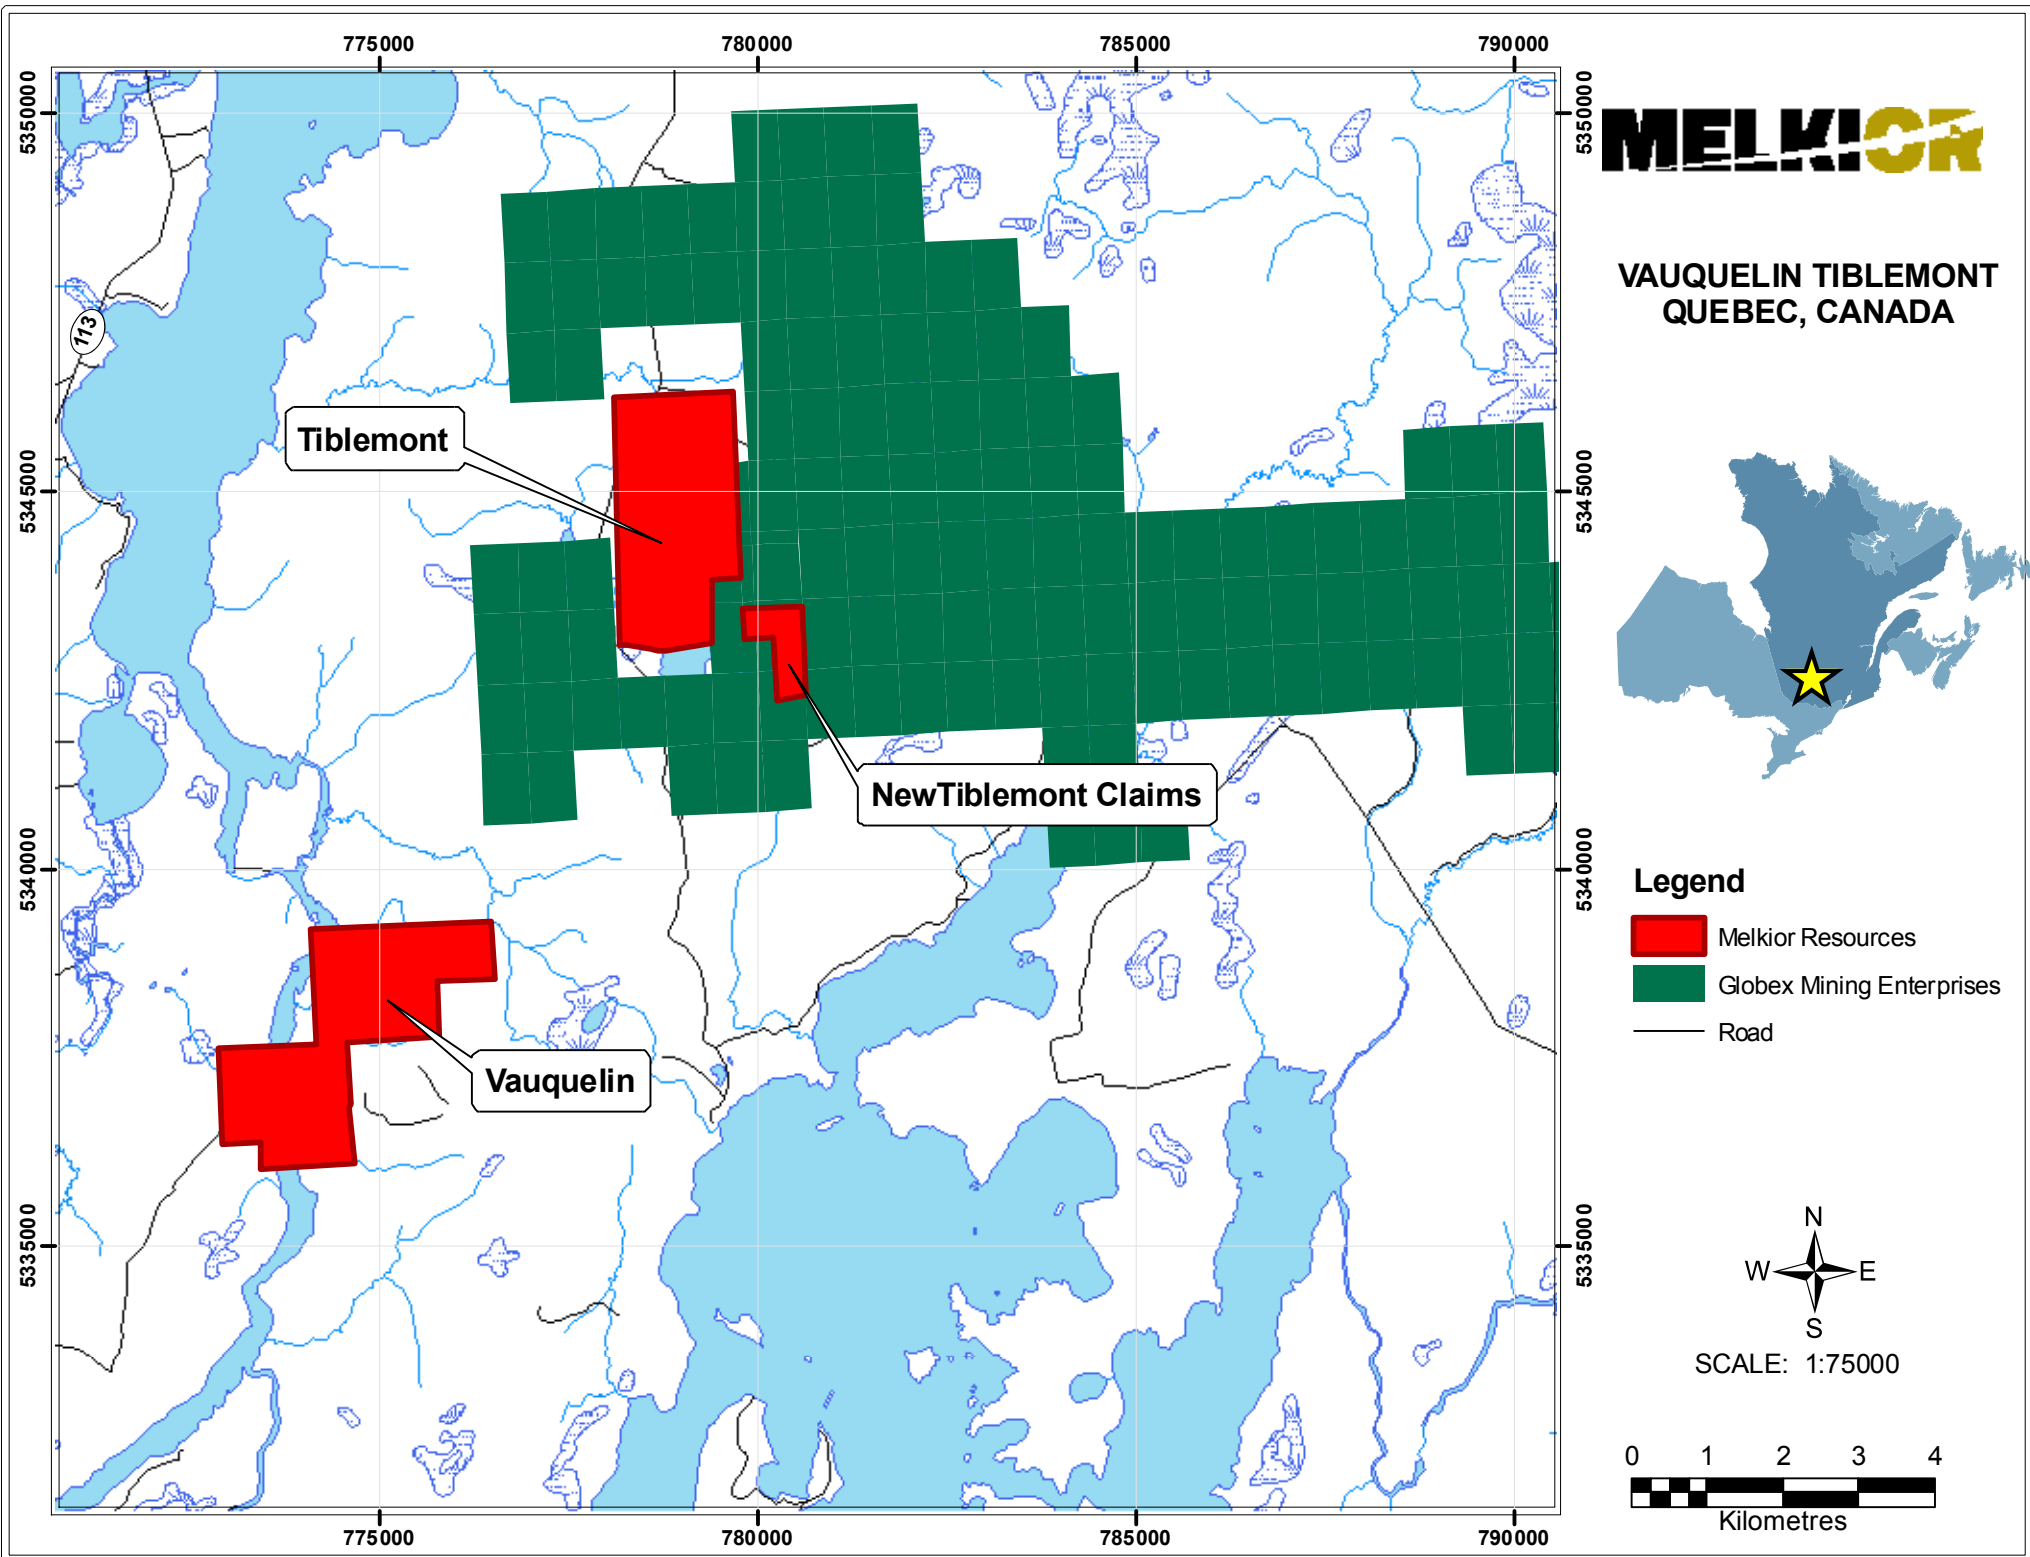 775000
780000
785000
790000
5350000
5345000
5340000
5335000
5350000
5345000
5340000
5335000
113
Tiblemont
NewTiblemont Claims
Vauquelin
775000
780000
785000
790000
MELKIOR
VAUQUELIN TIBLEMONT
QUEBEC, CANADA
Legend
Melkior Resources
Globex Mining Enterprises
Road
N
W E
S
SCALE: 1:75000
0 1 2 3 4
Kilometres